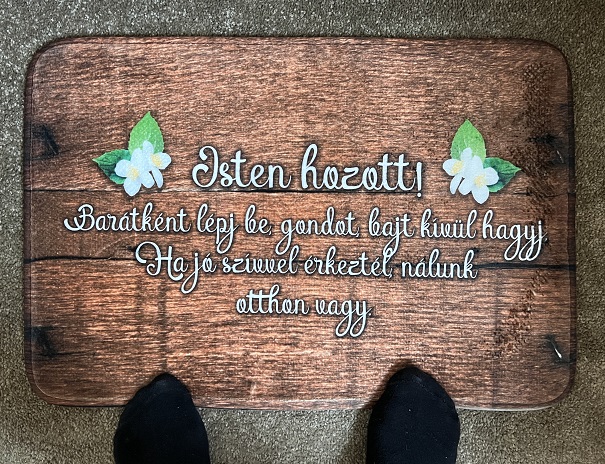 Isten hozott!
Barátként lépj be, gondot, bajt kívül hagyj,
Ha jó szívvel érkeztél, nálunk
otthon vagy.